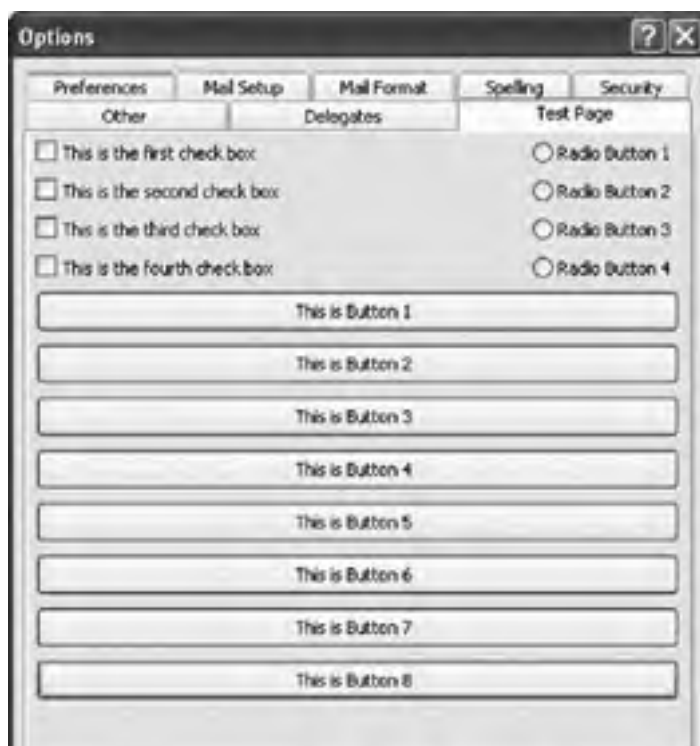 Options
?
X
Preferences Mail Setup Mail Format Spelling Security
Other Delegates Test Page
This is the first check box Radio Button 1
This is the second check box Radio Button 2
This is the third check box Radio Button 3
This is the fourth check box Radio Button 4
This is Button 1
This is Button 2
This is Button 3
This is Button 4
This is Button 5
This is Button 6
This is Button 7
This is Button 8